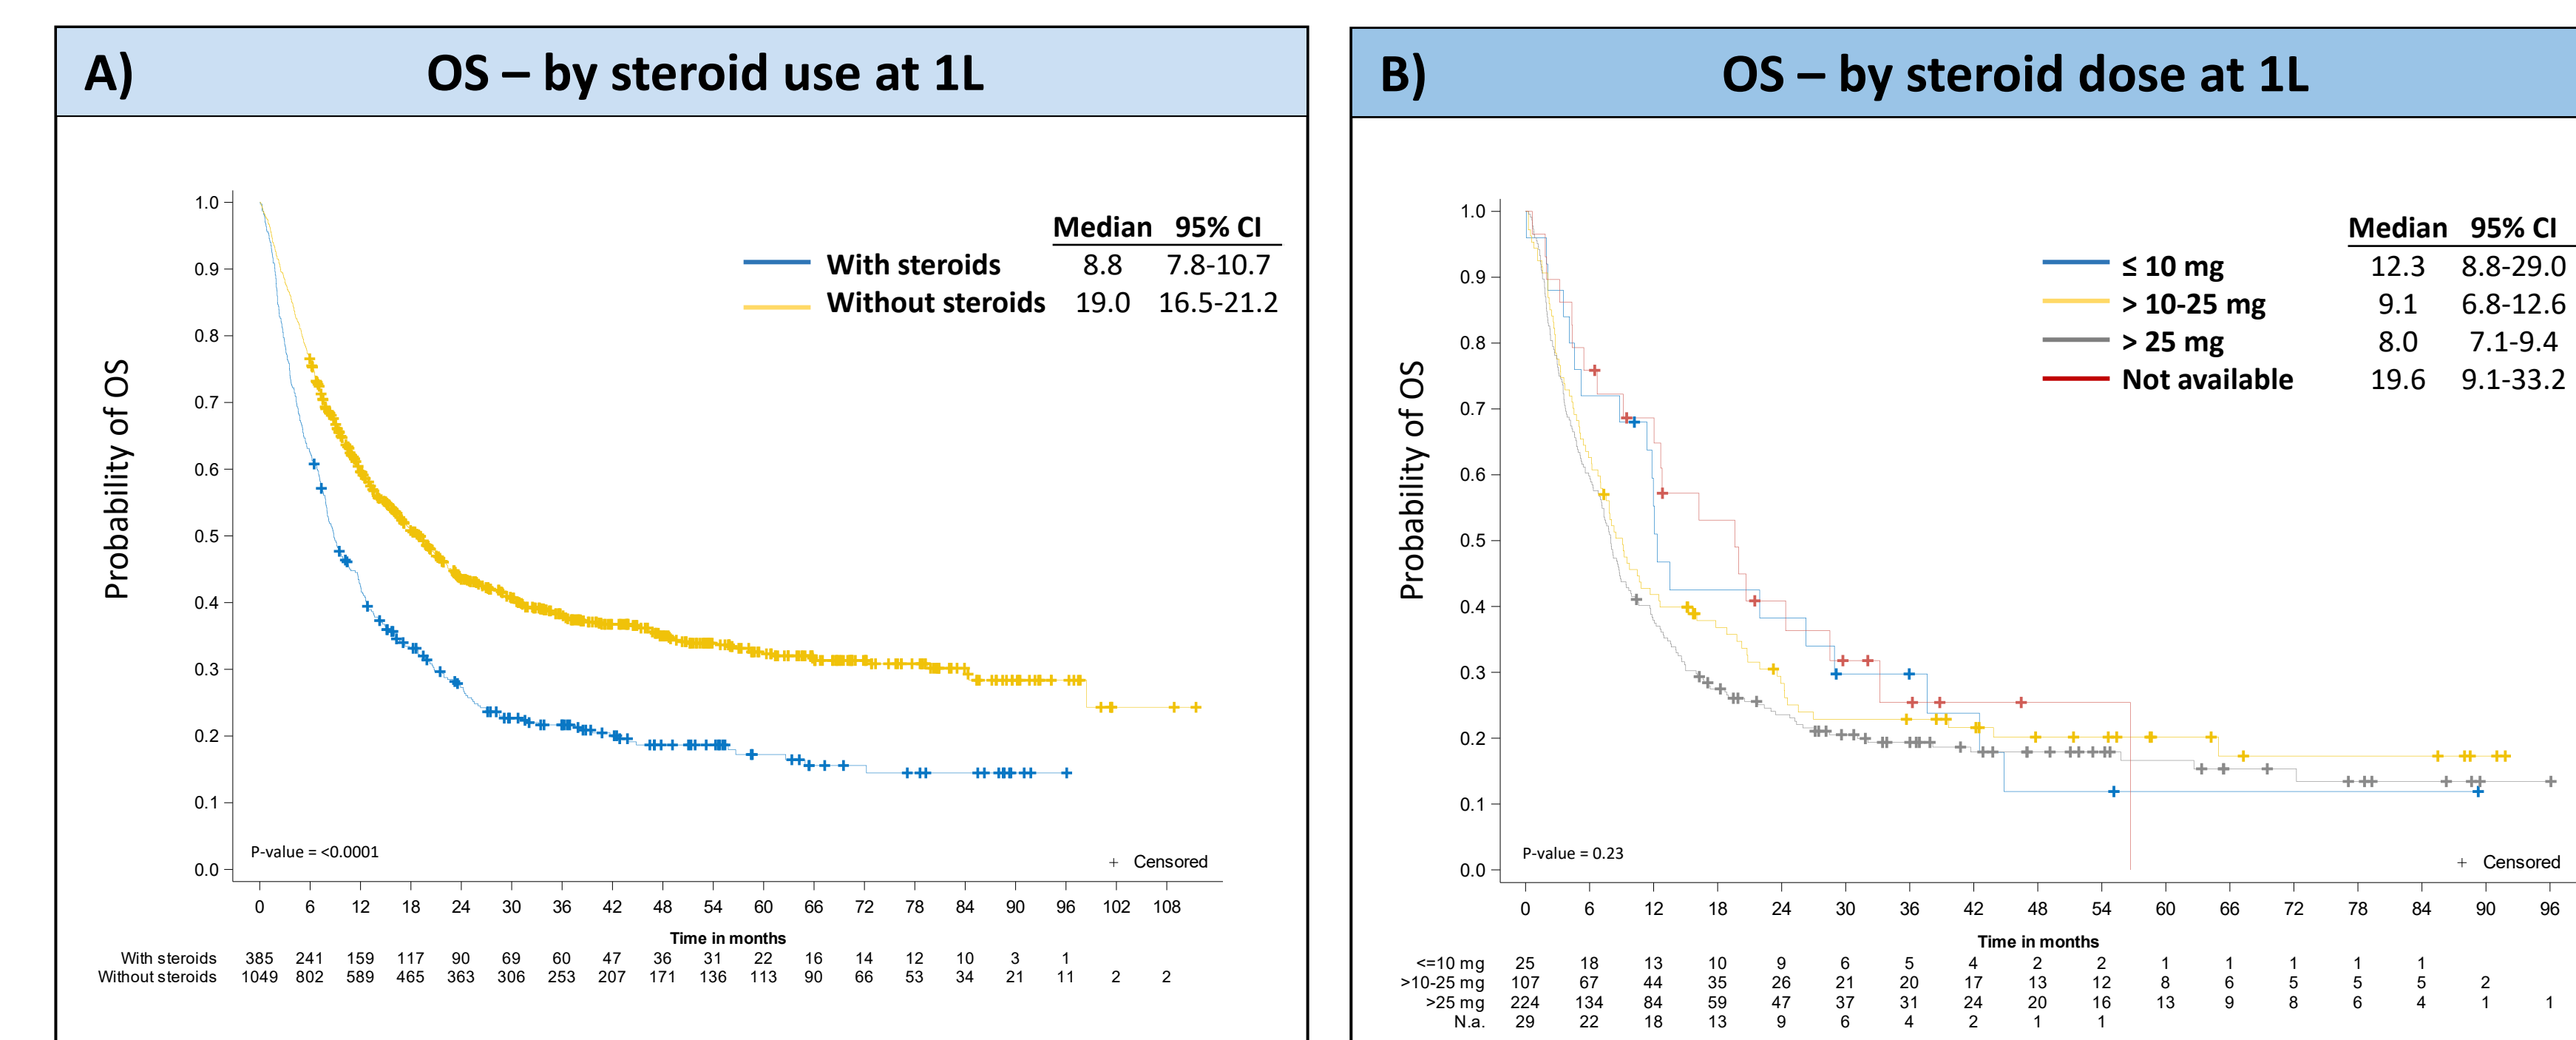 A) OS – by steroid use at 1L
Median 95% CI
With steroids 8.8 7.8-10.7
Without steroids 19.0 16.5-21.2
Probability of OS
1.0
0.9
0.8
0.7
0.6
0.5
0.4
0.3
0.2
0.1
0.0
P-value = <0.0001
+ Censored
0 6 12 18 24 30 36 42 48 54 60 66 72 78 84 90 96 102 108
Time in months
With steroids 385 241 159 117 90 69 60 47 36 31 22 16 14 12 10 3 1
Without steroids 1049 802 589 465 363 306 253 207 171 136 113 90 66 53 34 21 11 2 2
B) OS – by steroid dose at 1L
Median 95% CI
≤ 10 mg 12.3 8.8-29.0
> 10-25 mg 9.1 6.8-12.6
> 25 mg 8.0 7.1-9.4
Not available 19.6 9.1-33.2
Probability of OS
1.0
0.9
0.8
0.7
0.6
0.5
0.4
0.3
0.2
0.1
0.0
P-value = 0.23
+ Censored
0 6 12 18 24 30 36 42 48 54 60 66 72 78 84 90 96
Time in months
<=10 mg 25 18 13 10 9 6 5 4 2 2 1 1 1 1 1
>10-25 mg 107 67 44 35 26 21 20 17 13 12 8 6 5 5 5 2
>25 mg 224 134 84 59 47 37 31 24 20 16 13 9 8 6 4 1 1
N.a. 29 22 18 13 9 6 4 2 1 1